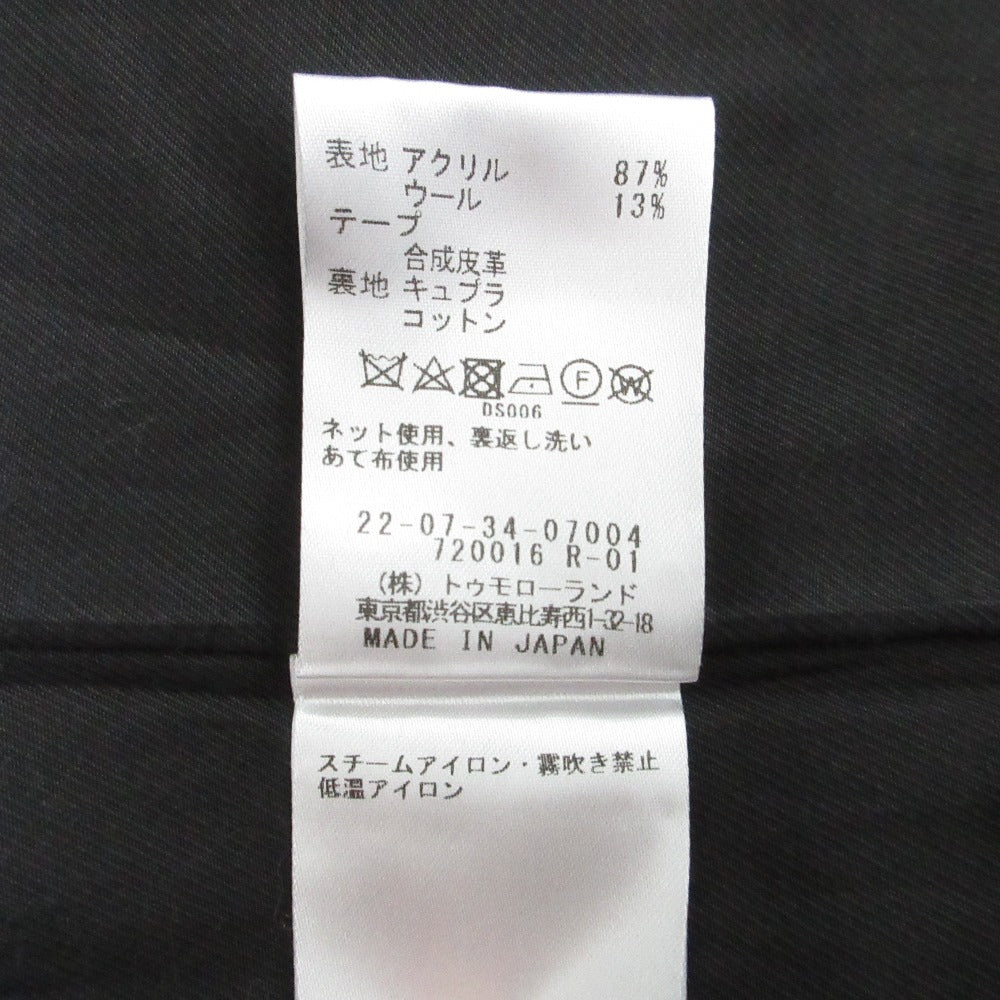 表地 アクリル 87%
ウール 13%
テープ
合成皮革
裏地 キュプラ
コットン
F W
DS006
ネット使用、裏返し洗い
あて布使用
22-07-34-07004
720016 R-01
(株) トゥモローランド
東京都渋谷区恵比寿西1-32-18
MADE IN JAPAN
スチームアイロン・霧吹き禁止
低温アイロン